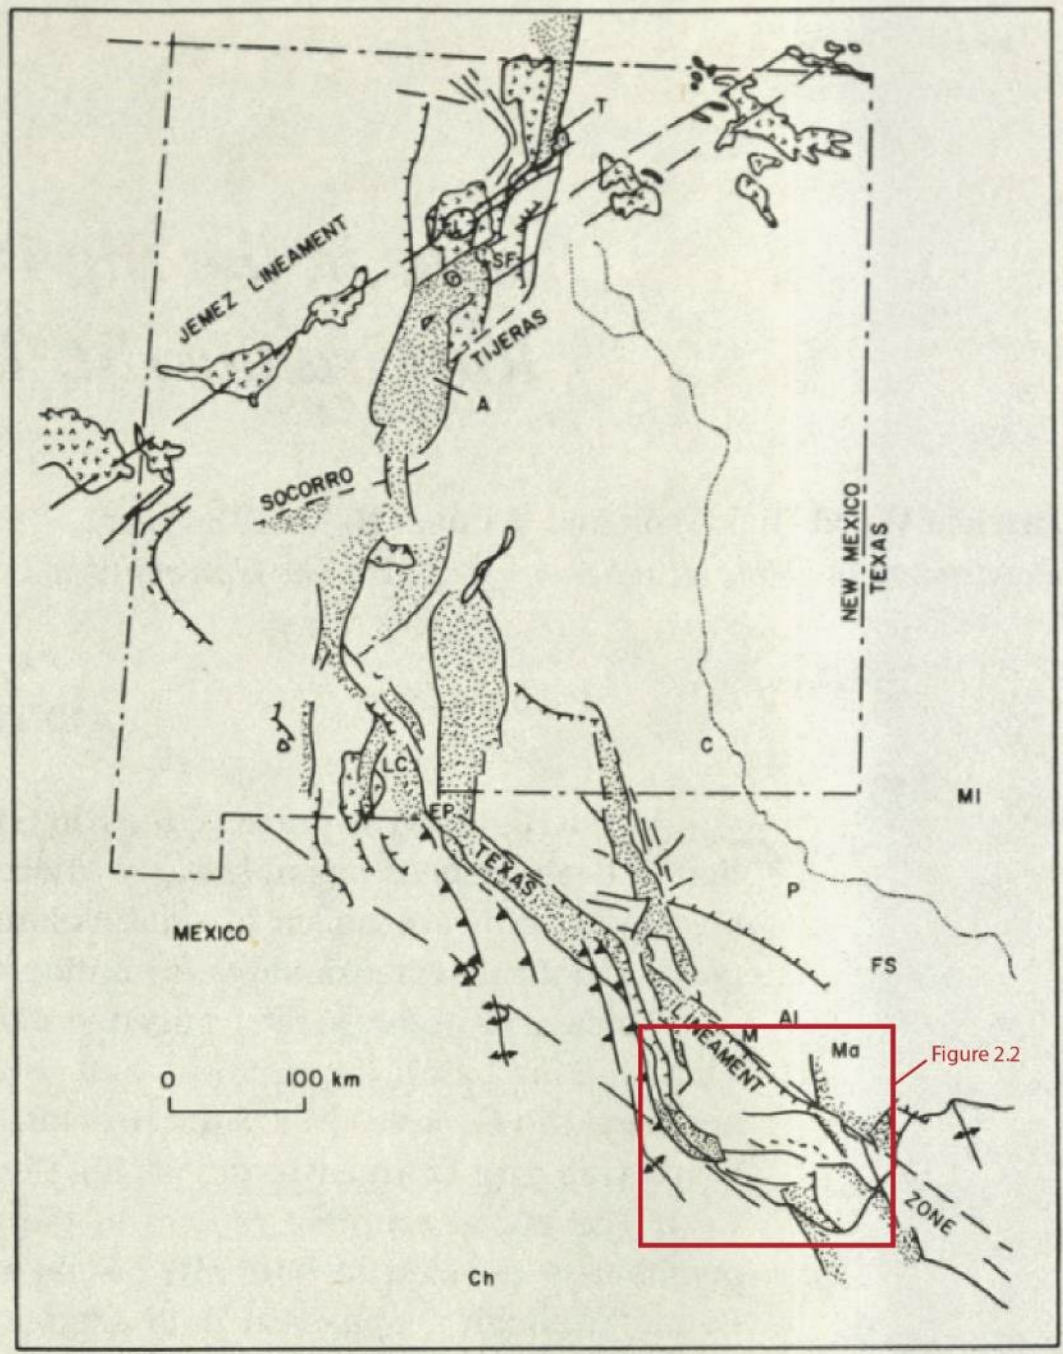 T
JEMEZ LINEAMENT
SF
TIJERAS
A
SOCORRO
NEW MEXICO
TEXAS
C
LC
EP
MI
TEXAS
P
MEXICO
FS
AI
M
LINEAMENT
Ma
Figure 2.2
0 100 km
ZONE
Ch